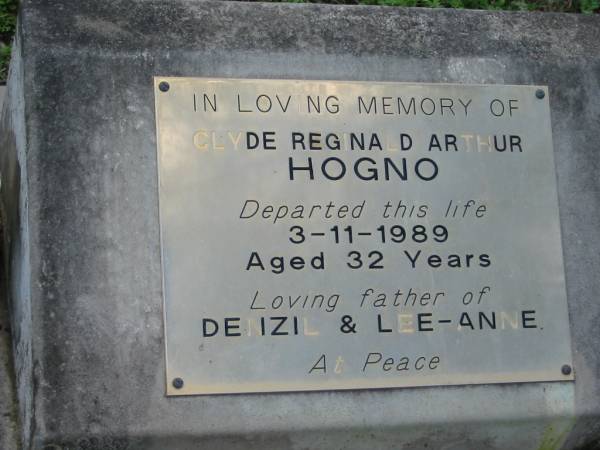 IN LOVING MEMORY OF
CLYDE REGINALD ARTHUR
HOGNO
Departed this life
3-11-1989
Aged 32 Years
Loving father of
DENZIL & LEE-ANNE.
At Peace